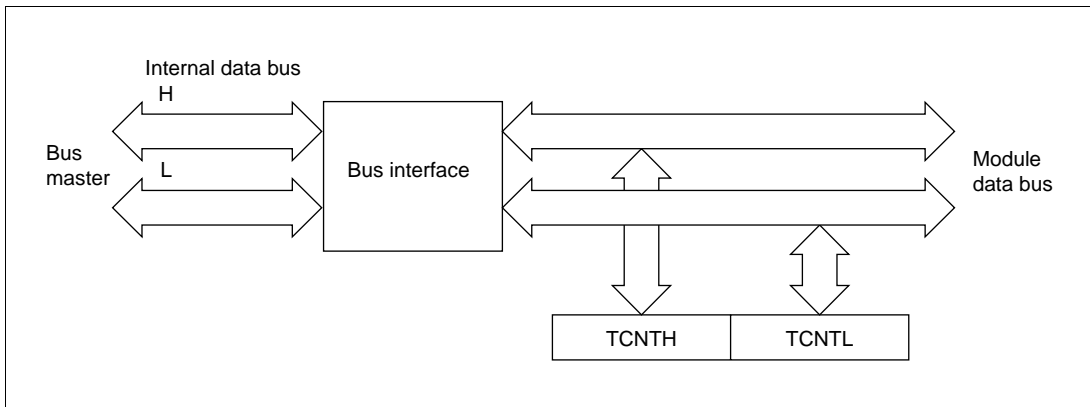 Internal data bus
H
Bus
master
L
Bus interface
Module
data bus
TCNTH
TCNTL